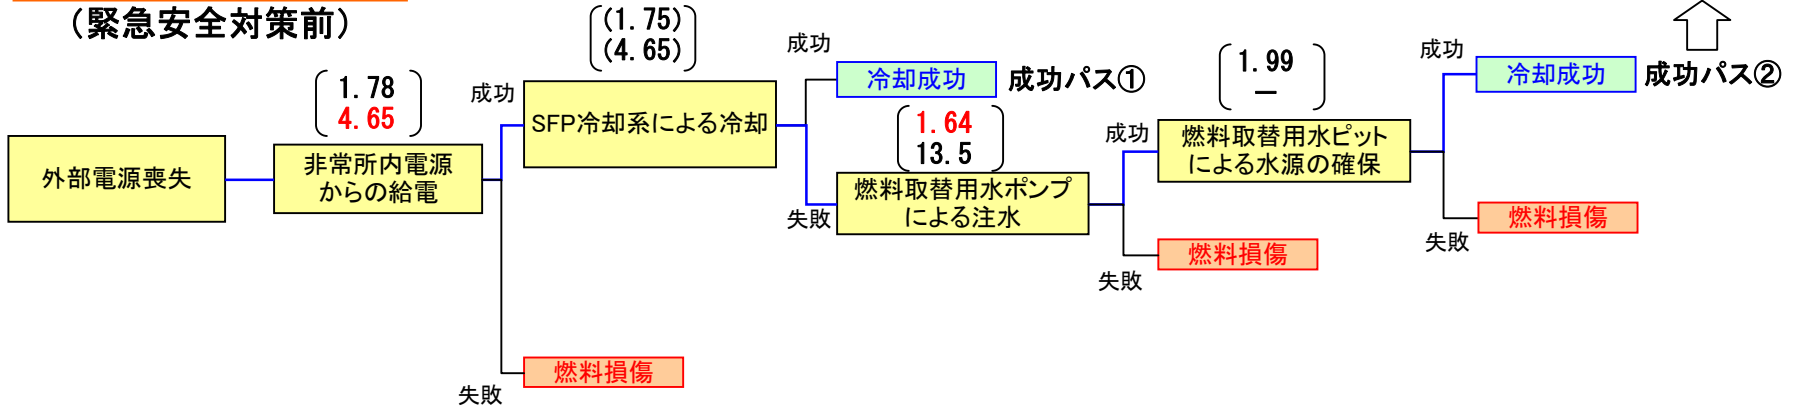 (緊急安全対策前)
外部電源喪失
1.78
4.65
非常所内電源
からの給電
成功
失敗
燃料損傷
(1.75)
(4.65)
SFP冷却系による冷却
成功
冷却成功
成功パス①
失敗
1.64
13.5
燃料取替用水ポンプ
による注水
成功
失敗
燃料損傷
1.99
ー
燃料取替用水ピット
による水源の確保
成功
冷却成功
成功パス②
失敗
燃料損傷